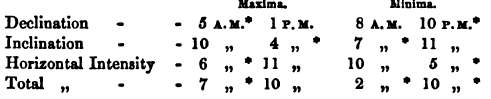 Maxima. Minima.
Declination - - 5 A.M.* 1 P.M. 8 A.M. 10 P.M.*
Inclination - - 10 „ 4 „ * 7 „ * 11 „
Horizontal Intensity - 6 „ * 11 „ 10 „ 5 „ *
Total „ - - 7 „ * 10 „ 2 „ * 10 „ *